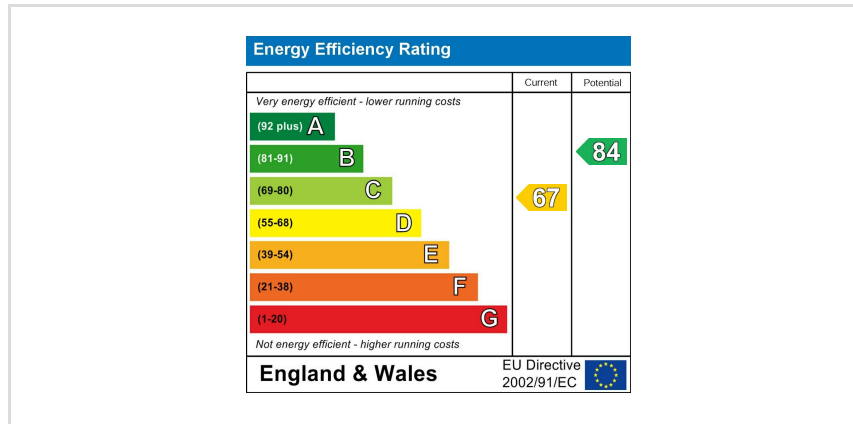 Energy Efficiency Rating
Current Potential
Very energy efficient - lower running costs
(92 plus) A
(81-91) B
84
(69-80) C
67
(55-68) D
(39-54) E
(21-38) F
(1-20) G
Not energy efficient - higher running costs
England & Wales
EU Directive
2002/91/EC